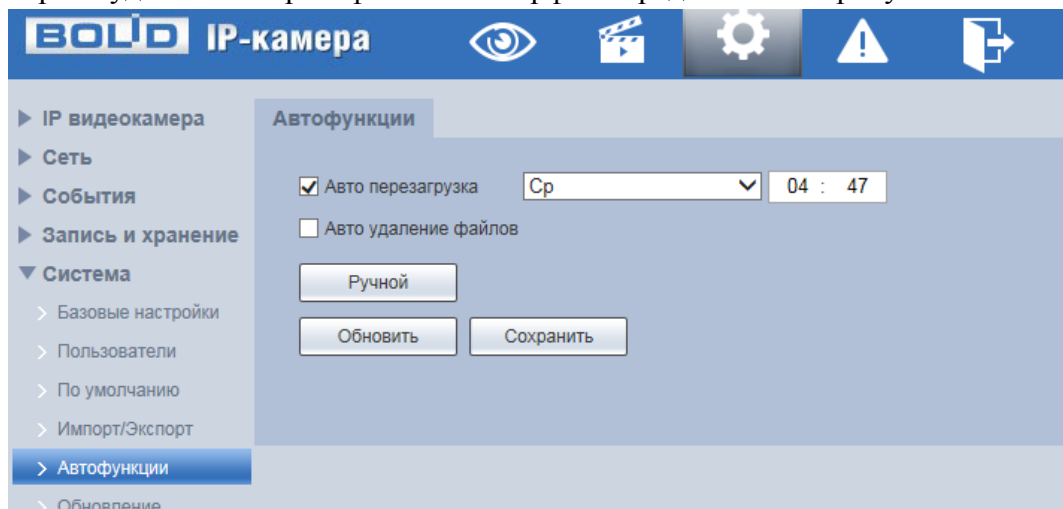 BOLID IP-камера
IP видеокамера
Сеть
События
Запись и хранение
Система
Базовые настройки
Пользователи
По умолчанию
Импорт/Экспорт
Автофункции
Обновление
Автофункции
Авто перезагрузка Ср 04 : 47
Авто удаление файлов
Ручной
Обновить Сохранить